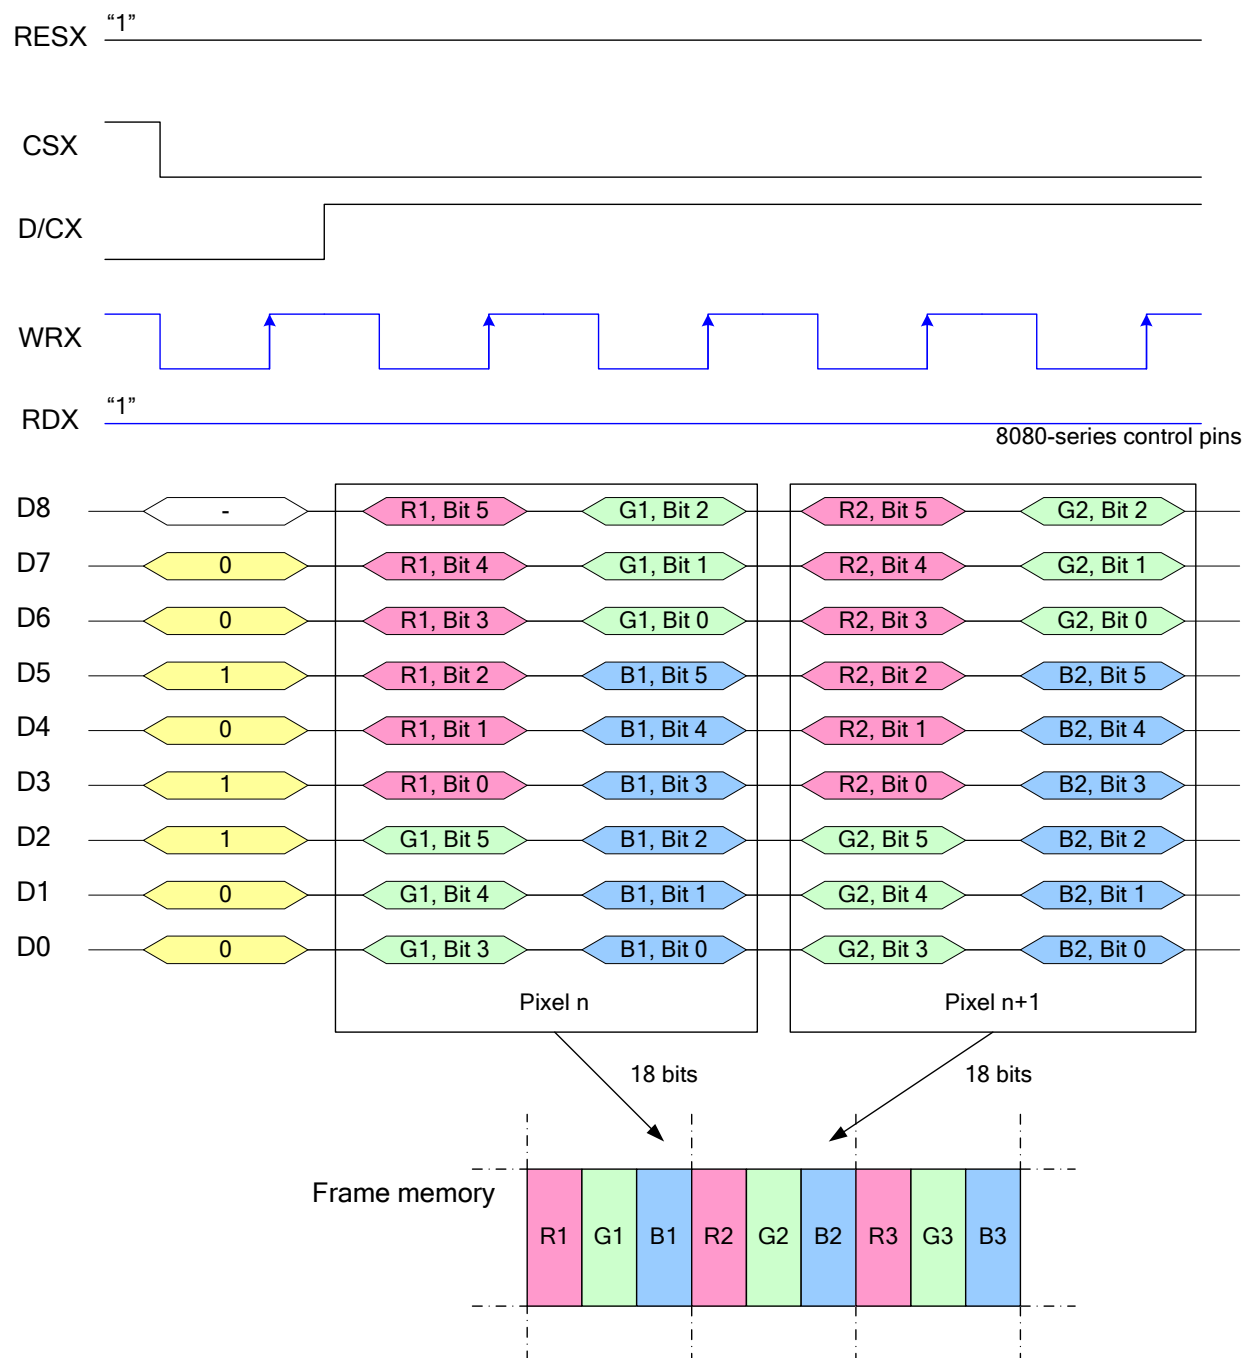 RESX “1”
CSX
D/CX
WRX
RDX “1”
8080-series control pins
D8 - R1, Bit 5 G1, Bit 2 R2, Bit 5 G2, Bit 2
D7 0 R1, Bit 4 G1, Bit 1 R2, Bit 4 G2, Bit 1
D6 0 R1, Bit 3 G1, Bit 0 R2, Bit 3 G2, Bit 0
D5 1 R1, Bit 2 B1, Bit 5 R2, Bit 2 B2, Bit 5
D4 0 R1, Bit 1 B1, Bit 4 R2, Bit 1 B2, Bit 4
D3 1 R1, Bit 0 B1, Bit 3 R2, Bit 0 B2, Bit 3
D2 1 G1, Bit 5 B1, Bit 2 G2, Bit 5 B2, Bit 2
D1 0 G1, Bit 4 B1, Bit 1 G2, Bit 4 B2, Bit 1
D0 0 G1, Bit 3 B1, Bit 0 G2, Bit 3 B2, Bit 0
Pixel n Pixel n+1
18 bits 18 bits
Frame memory
R1 G1 B1 R2 G2 B2 R3 G3 B3